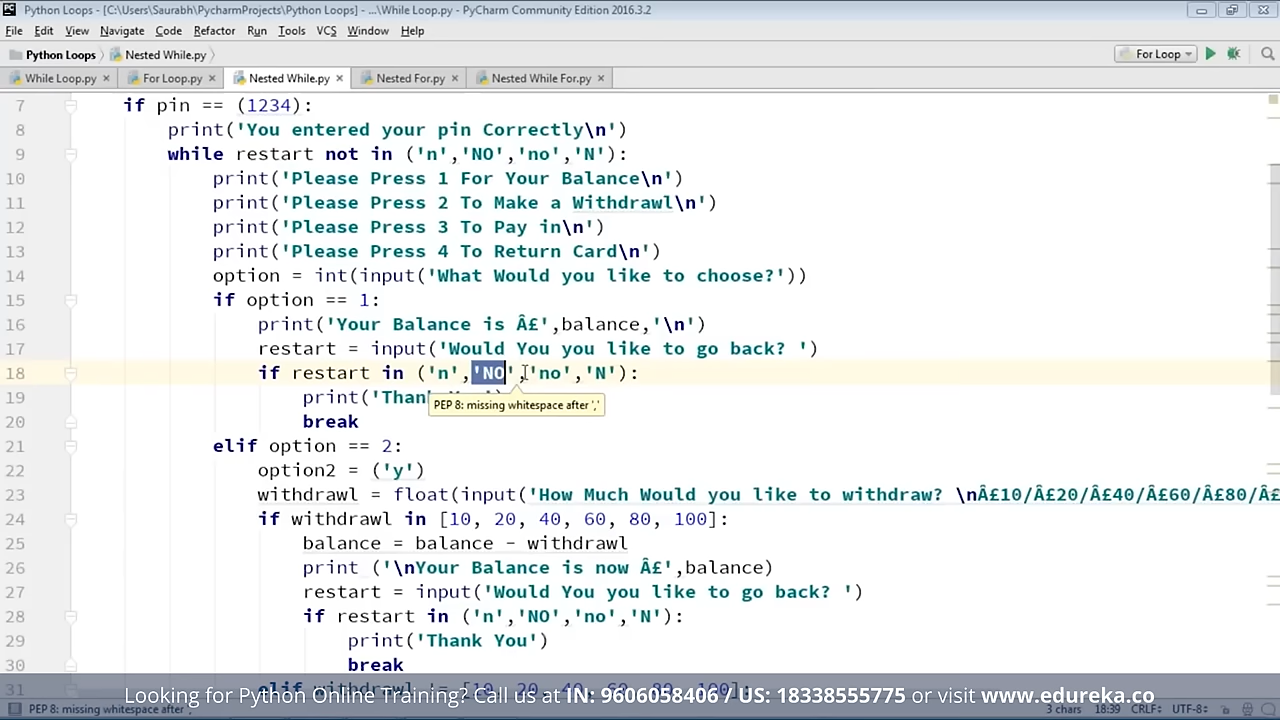 Python Loops - [C:\Users\Saurabh\PycharmProjects\Python Loops] - ...\While Loop.py - PyCharm Community Edition 2016.3.2
File Edit View Navigate Code Refactor Run Tools VCS Window Help
Python Loops Nested While.py For Loop
While Loop.py For Loop.py Nested While.py Nested For.py Nested While For.py
7 if pin == (1234):
8 print('You entered your pin Correctly\n')
9 while restart not in ('n','NO','no','N'):
10 print('Please Press 1 For Your Balance\n')
11 print('Please Press 2 To Make a Withdrawl\n')
12 print('Please Press 3 To Pay in\n')
13 print('Please Press 4 To Return Card\n')
14 option = int(input('What Would you like to choose?'))
15 if option == 1:
16 print('Your Balance is Â£',balance,'\n')
17 restart = input('Would You you like to go back? ')
18 if restart in ('n','NO','no','N'):
19 print('Than
PEP 8: missing whitespace after ','
20 break
21 elif option == 2:
22 option2 = ('y')
23 withdrawl = float(input('How Much Would you like to withdraw? \nÂ£10/Â£20/Â£40/Â£60/Â£80/Â£
24 if withdrawl in [10, 20, 40, 60, 80, 100]:
25 balance = balance - withdrawl
26 print ('\nYour Balance is now Â£',balance)
27 restart = input('Would You you like to go back? ')
28 if restart in ('n','NO','no','N'):
29 print('Thank You')
30 break
31 elif withdrawl != [10, 20, 40, 60, 80, 100]:
Looking for Python Online Training? Call us at IN: 9606058406 / US: 18338555775 or visit www.edureka.co
PEP 8: missing whitespace after ',' 3 chars 18:39 CRLF UTF-8